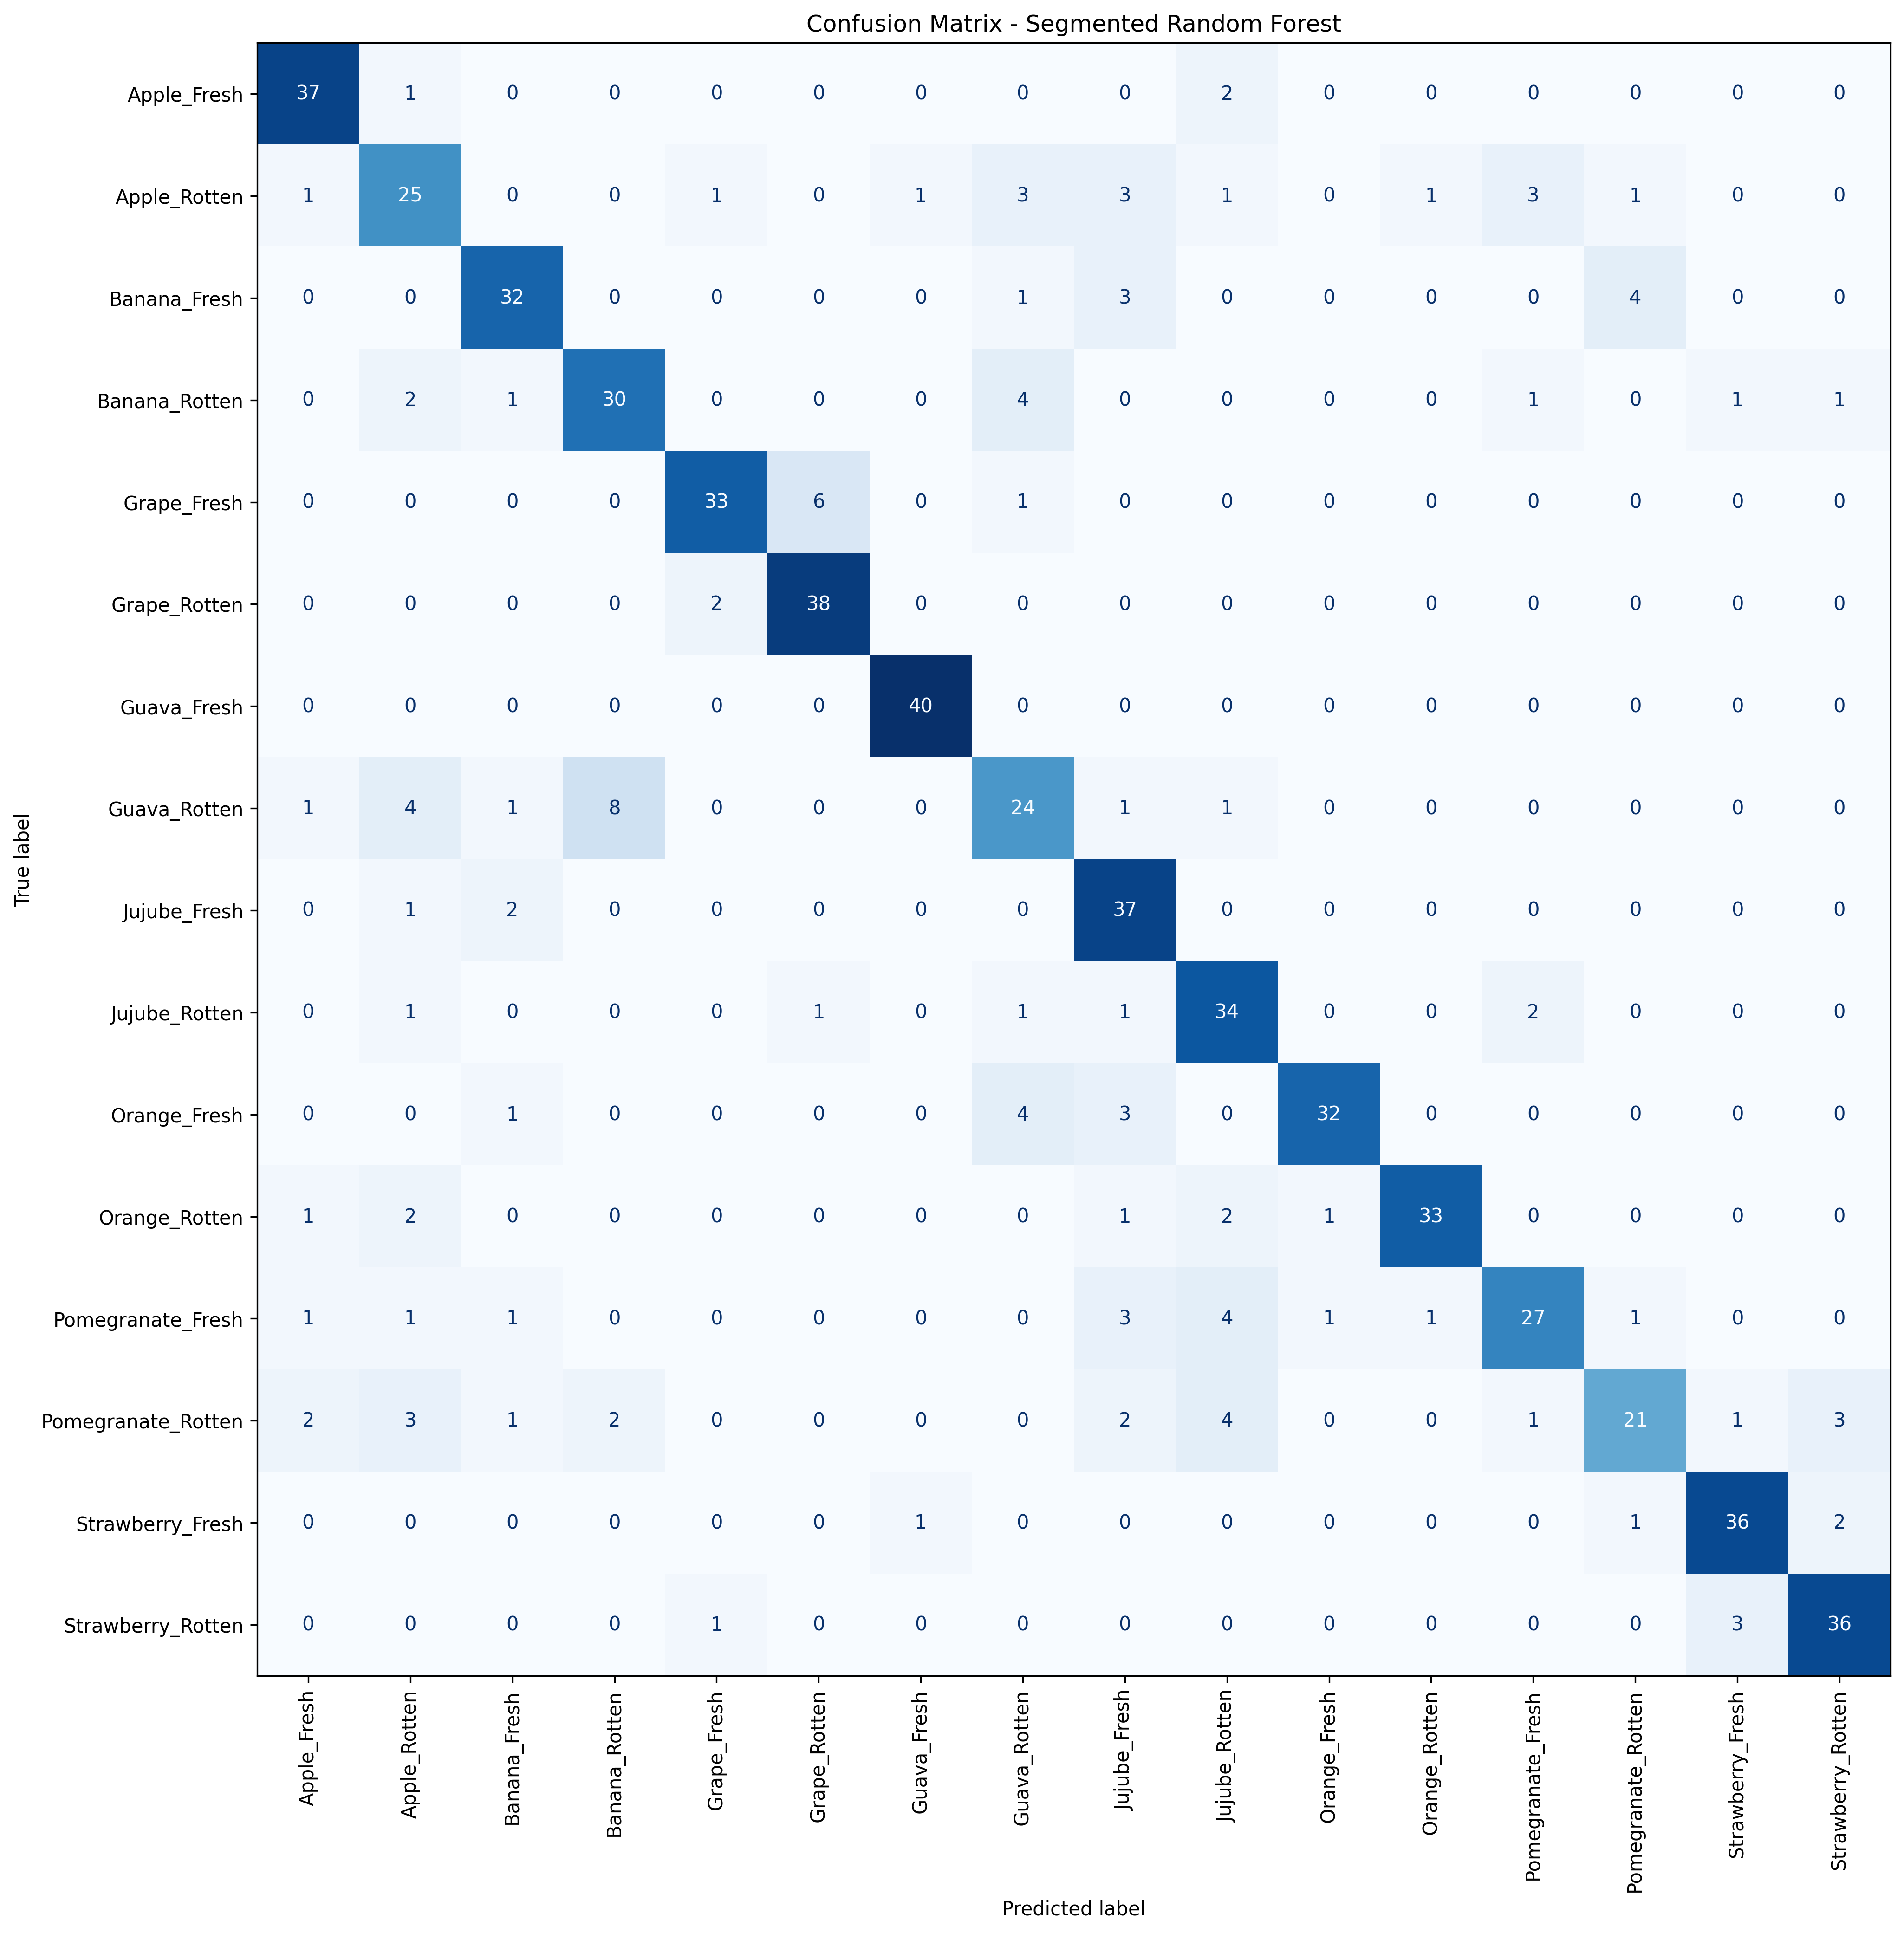 Confusion Matrix - Segmented Random Forest
True label
Apple_Fresh 37 1 0 0 0 0 0 0 0 2 0 0 0 0 0 0
Apple_Rotten 1 25 0 0 1 0 1 3 3 1 0 1 3 1 0 0
Banana_Fresh 0 0 32 0 0 0 0 1 3 0 0 0 0 4 0 0
Banana_Rotten 0 2 1 30 0 0 0 4 0 0 0 0 1 0 1 1
Grape_Fresh 0 0 0 0 33 6 0 1 0 0 0 0 0 0 0 0
Grape_Rotten 0 0 0 0 2 38 0 0 0 0 0 0 0 0 0 0
Guava_Fresh 0 0 0 0 0 0 40 0 0 0 0 0 0 0 0 0
Guava_Rotten 1 4 1 8 0 0 0 24 1 1 0 0 0 0 0 0
Jujube_Fresh 0 1 2 0 0 0 0 0 37 0 0 0 0 0 0 0
Jujube_Rotten 0 1 0 0 0 1 0 1 1 34 0 0 2 0 0 0
Orange_Fresh 0 0 1 0 0 0 0 4 3 0 32 0 0 0 0 0
Orange_Rotten 1 2 0 0 0 0 0 0 1 2 1 33 0 0 0 0
Pomegranate_Fresh 1 1 1 0 0 0 0 0 3 4 1 1 27 1 0 0
Pomegranate_Rotten 2 3 1 2 0 0 0 0 2 4 0 0 1 21 1 3
Strawberry_Fresh 0 0 0 0 0 0 1 0 0 0 0 0 0 1 36 2
Strawberry_Rotten 0 0 0 0 1 0 0 0 0 0 0 0 0 0 3 36
Apple_Fresh
Apple_Rotten
Banana_Fresh
Banana_Rotten
Grape_Fresh
Grape_Rotten
Guava_Fresh
Guava_Rotten
Jujube_Fresh
Jujube_Rotten
Orange_Fresh
Orange_Rotten
Pomegranate_Fresh
Pomegranate_Rotten
Strawberry_Fresh
Strawberry_Rotten
Predicted label